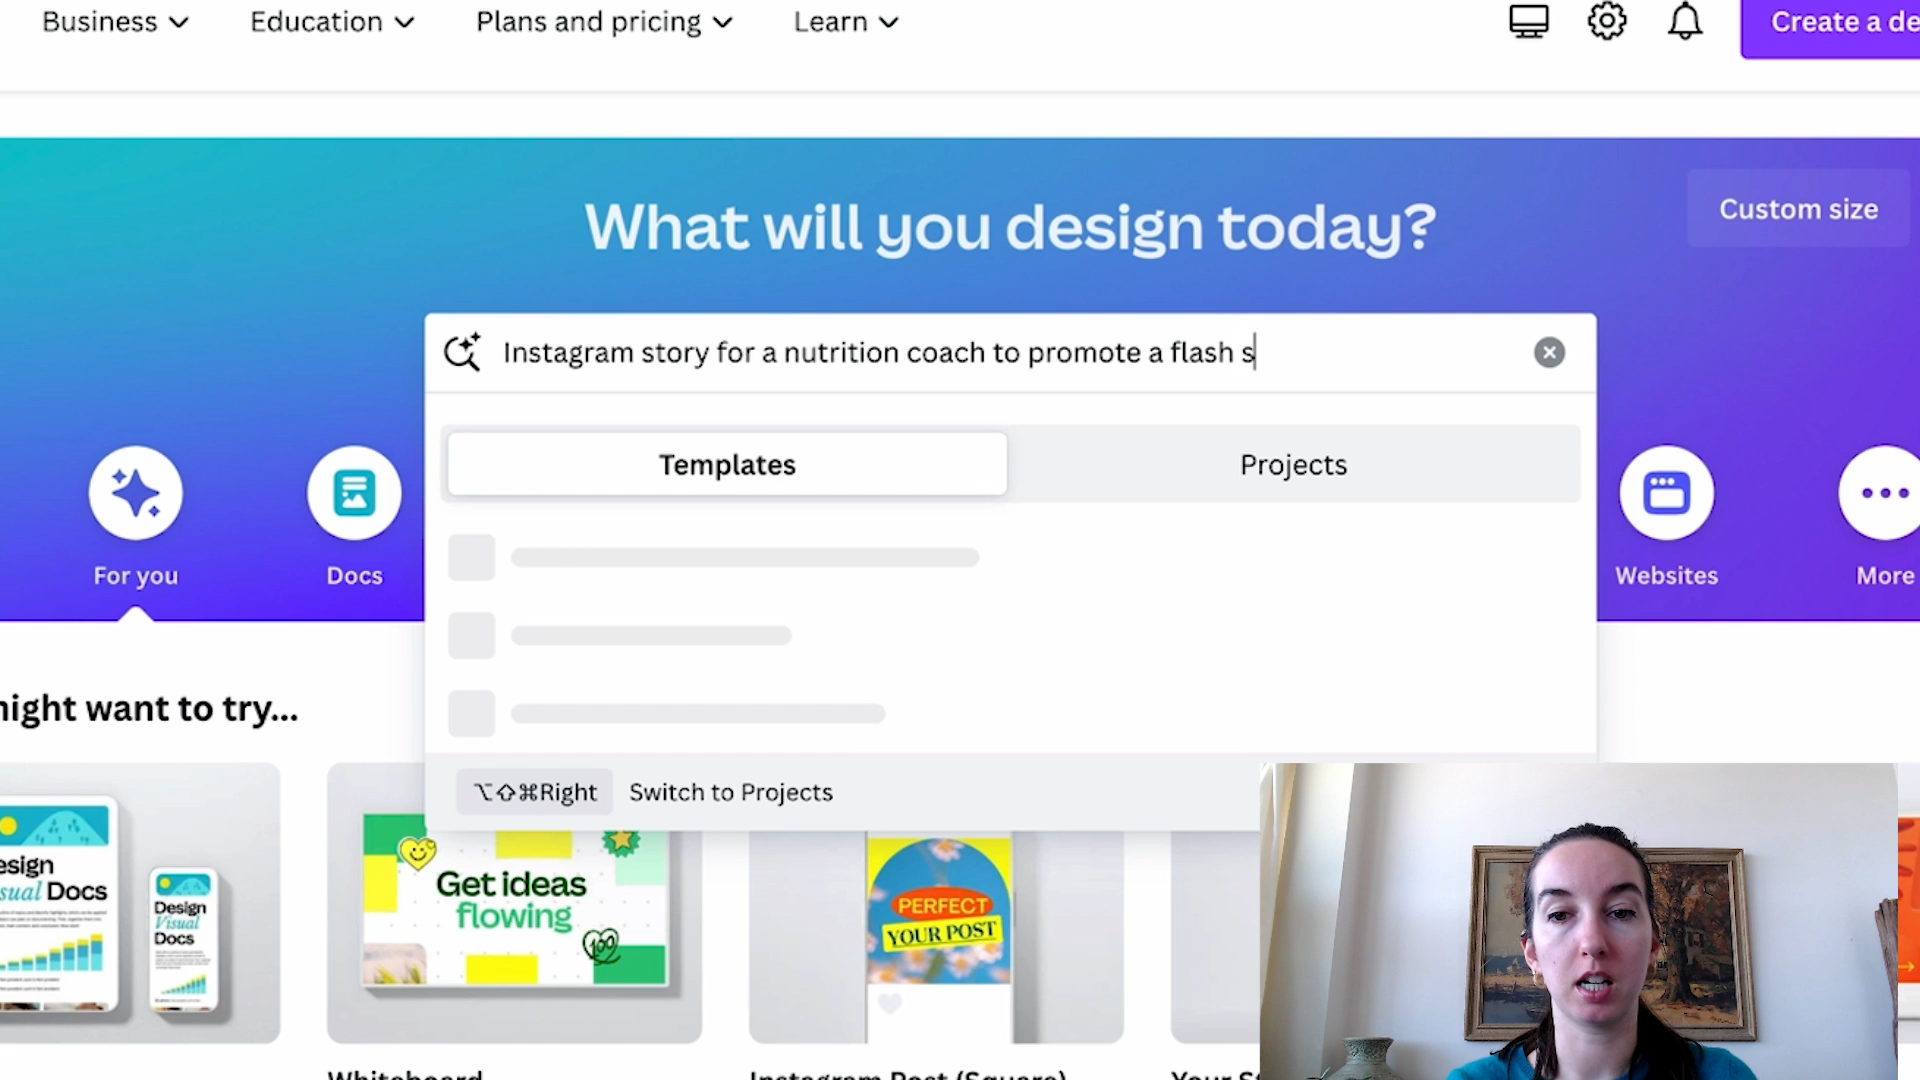 Business
Education
Plans and pricing
Learn
Create a de
What will you design today?
Custom size
Instagram story for a nutrition coach to promote a flash s
Templates
Projects
For you
Docs
Websites
More
night want to try...
⌥⇧⌘Right
Switch to Projects
esign
sual Docs
Design
Visual
Docs
Get ideas
flowing
100
PERFECT
YOUR POST
Whiteboard
Instagram Post (Square)
Your St